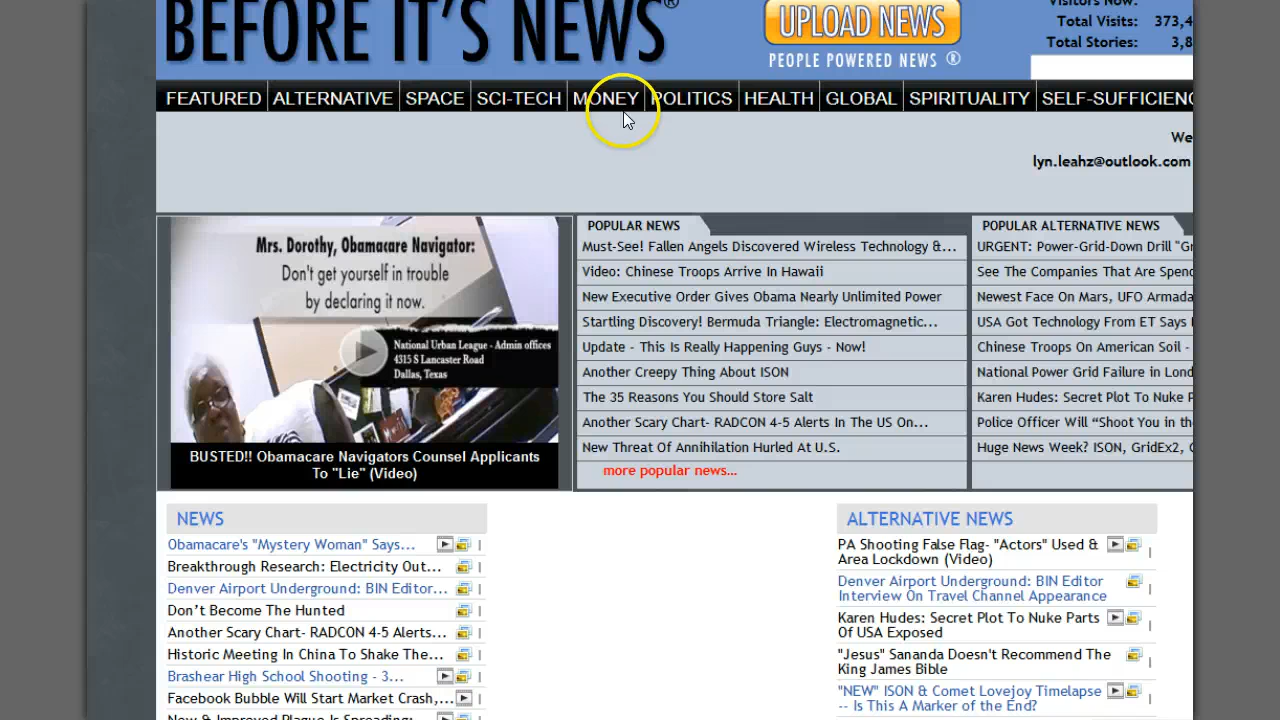 BEFORE IT'S NEWS®
UPLOAD NEWS
PEOPLE POWERED NEWS ®
Visitors Now:
Total Visits: 373,4
Total Stories: 3,8
FEATURED ALTERNATIVE SPACE SCI-TECH MONEY POLITICS HEALTH GLOBAL SPIRITUALITY SELF-SUFFICIENC
We
lyn.leahz@outlook.com
Mrs. Dorothy, Obamacare Navigator:
Don't get yourself in trouble
by declaring it now.
National Urban League - Admin offices
4315 S Lancaster Road
Dallas, Texas
BUSTED!! Obamacare Navigators Counsel Applicants
To "Lie" (Video)
POPULAR NEWS
Must-See! Fallen Angels Discovered Wireless Technology &...
Video: Chinese Troops Arrive In Hawaii
New Executive Order Gives Obama Nearly Unlimited Power
Startling Discovery! Bermuda Triangle: Electromagnetic...
Update - This Is Really Happening Guys - Now!
Another Creepy Thing About ISON
The 35 Reasons You Should Store Salt
Another Scary Chart- RADCON 4-5 Alerts In The US On...
New Threat Of Annihilation Hurled At U.S.
more popular news...
POPULAR ALTERNATIVE NEWS
URGENT: Power-Grid-Down Drill "Gr
See The Companies That Are Spend
Newest Face On Mars, UFO Armada
USA Got Technology From ET Says
Chinese Troops On American Soil -
National Power Grid Failure in Lond
Karen Hudes: Secret Plot To Nuke P
Police Officer Will “Shoot You in th
Huge News Week? ISON, GridEx2, C
NEWS
Obamacare's "Mystery Woman" Says...
Breakthrough Research: Electricity Out...
Denver Airport Underground: BIN Editor...
Don’t Become The Hunted
Another Scary Chart- RADCON 4-5 Alerts...
Historic Meeting In China To Shake The...
Brashear High School Shooting - 3...
Facebook Bubble Will Start Market Crash,...
New & Improved Plague Is Spreading:
ALTERNATIVE NEWS
PA Shooting False Flag- "Actors" Used &
Area Lockdown (Video)
Denver Airport Underground: BIN Editor
Interview On Travel Channel Appearance
Karen Hudes: Secret Plot To Nuke Parts
Of USA Exposed
"Jesus" Sananda Doesn't Recommend The
King James Bible
"NEW" ISON & Comet Lovejoy Timelapse
-- Is This A Marker of the End?